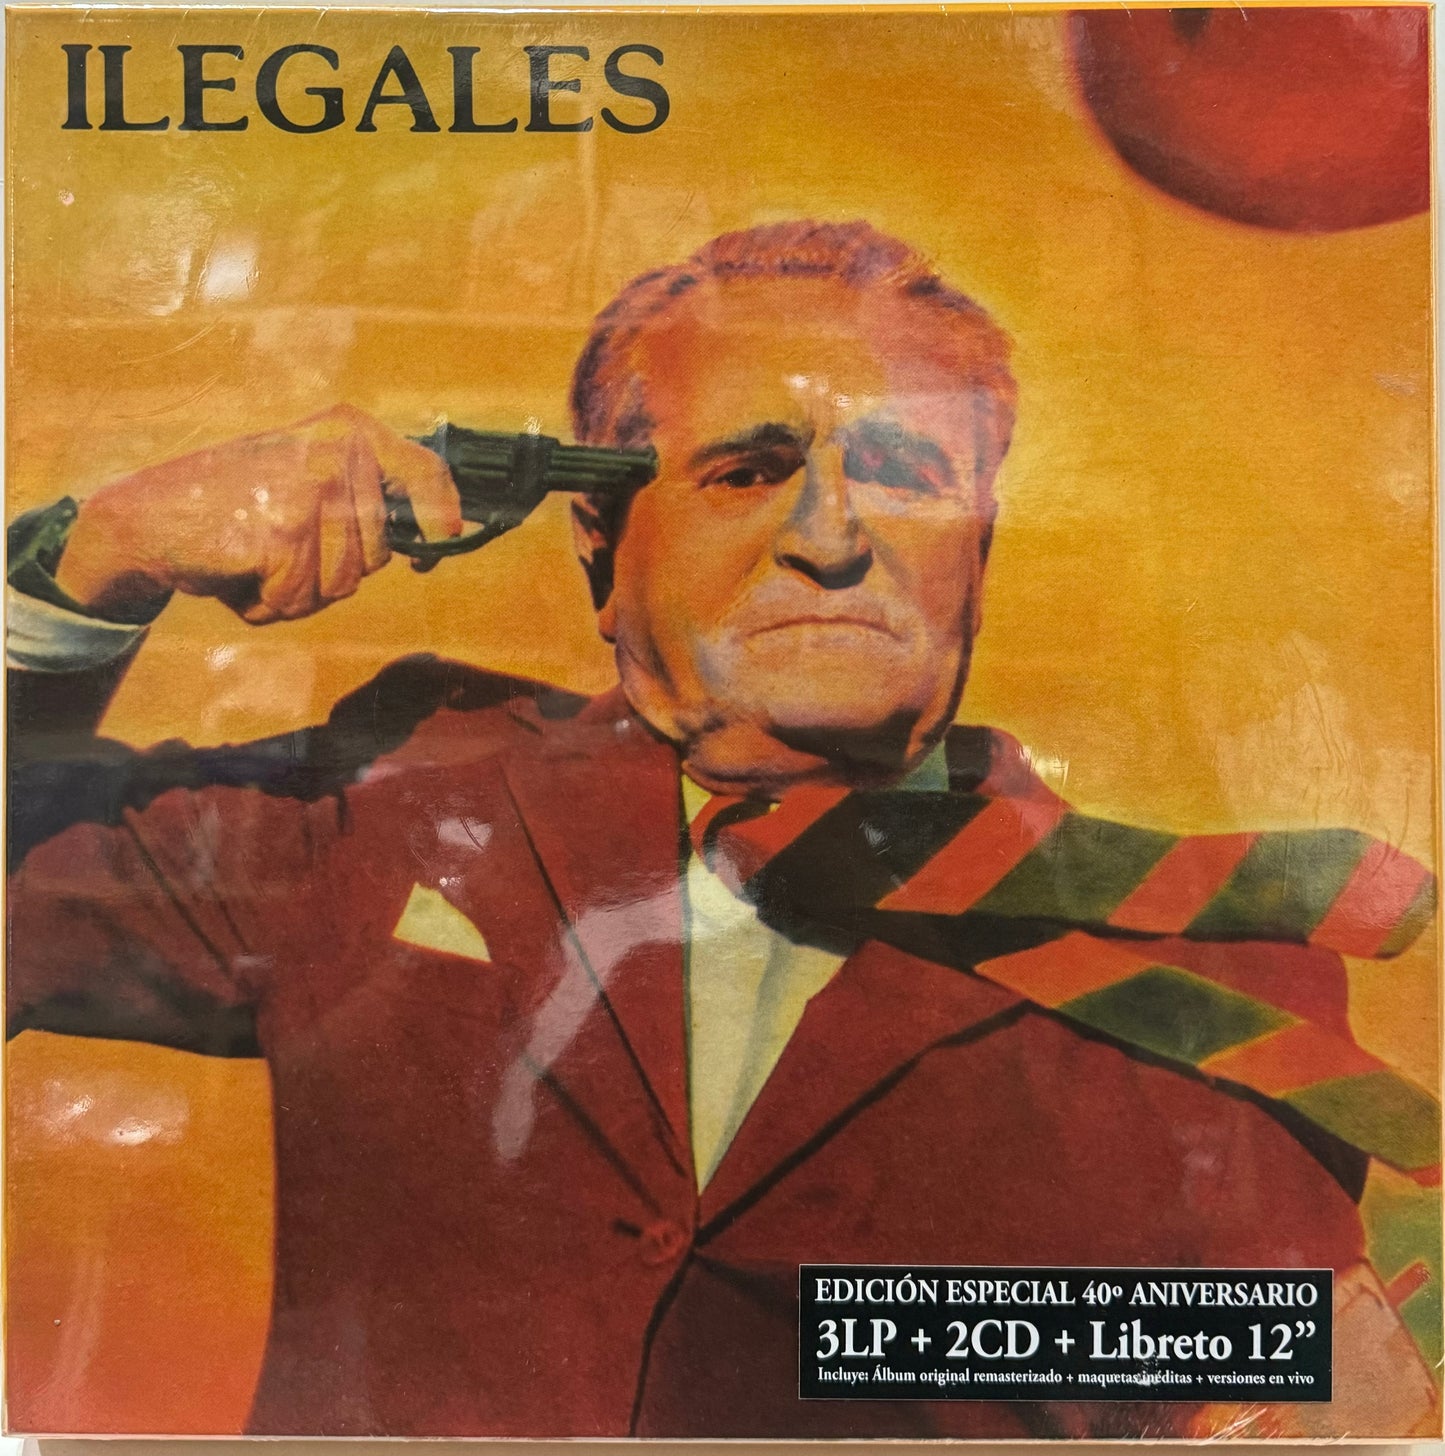 ILEGALES
EDICIÓN ESPECIAL 40º ANIVERSARIO
3LP + 2CD + Libreto 12”
Incluye: Álbum original remasterizado + maquetas inéditas + versiones en vivo